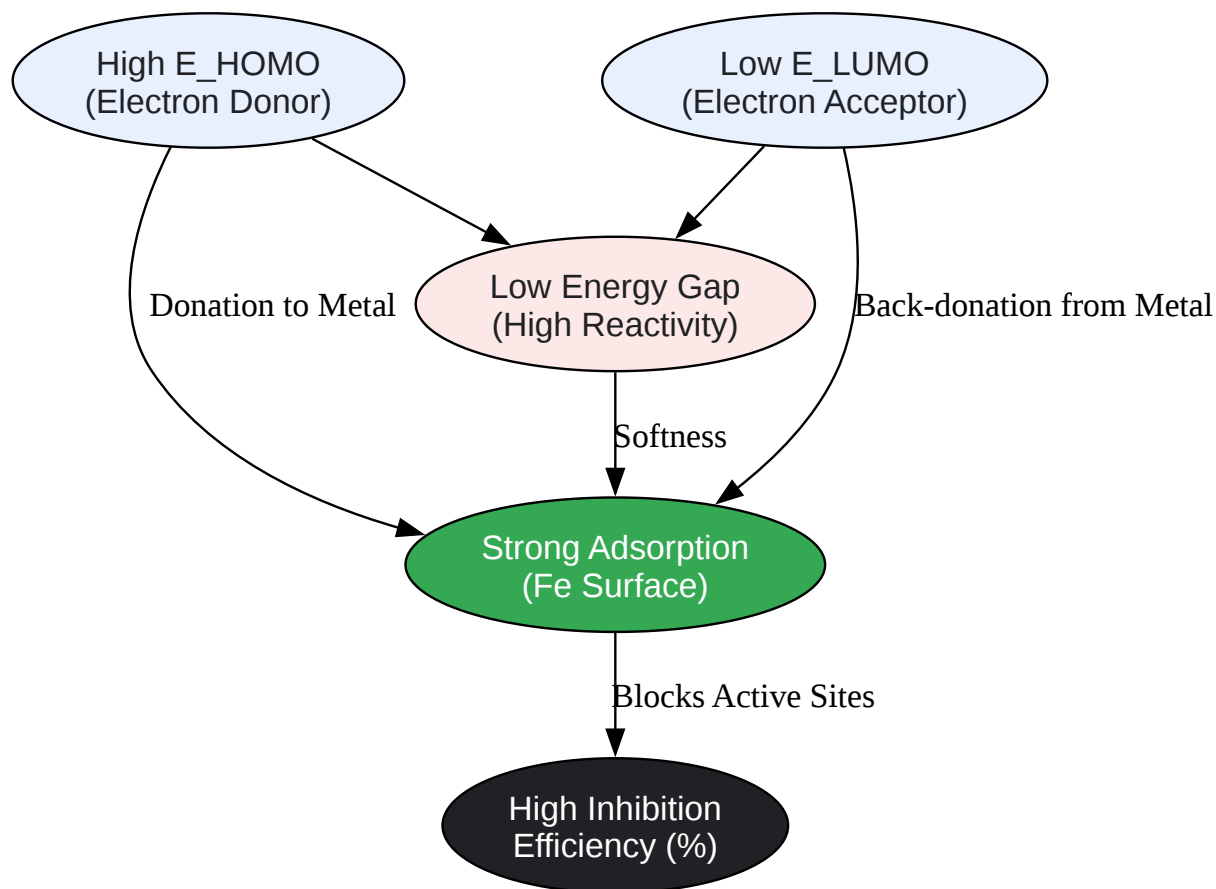 High E_HOMO
(Electron Donor)
Low E_LUMO
(Electron Acceptor)
Donation to Metal
Low Energy Gap
(High Reactivity)
Back-donation from Metal
Softness
Strong Adsorption
(Fe Surface)
Blocks Active Sites
High Inhibition
Efficiency (%)